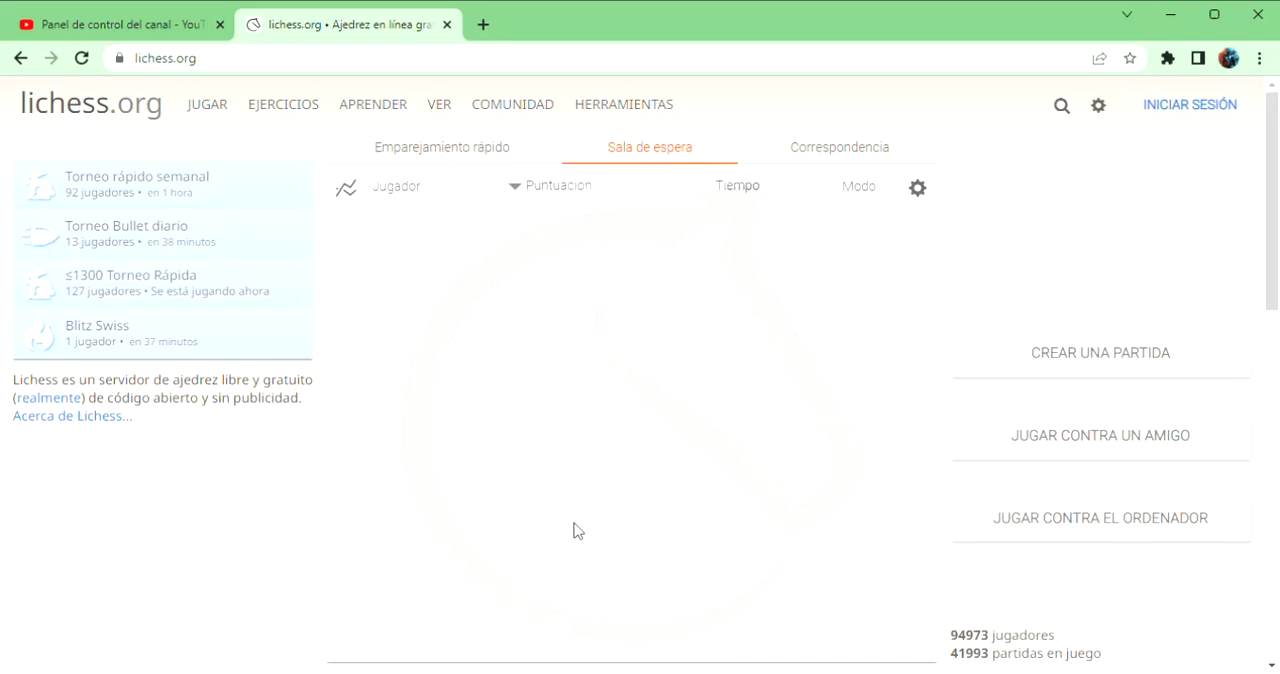 Panel de control del canal - YouT
lichess.org • Ajedrez en línea gra
lichess.org
lichess.org
JUGAR
EJERCICIOS
APRENDER
VER
COMUNIDAD
HERRAMIENTAS
INICIAR SESIÓN
Emparejamiento rápido
Sala de espera
Correspondencia
Jugador
Puntuación
Tiempo
Modo
Torneo rápido semanal
92 jugadores • en 1 hora
Torneo Bullet diario
13 jugadores • en 38 minutos
≤1300 Torneo Rápida
127 jugadores • Se está jugando ahora
Blitz Swiss
1 jugador • en 37 minutos
Lichess es un servidor de ajedrez libre y gratuito
(realmente) de código abierto y sin publicidad.
Acerca de Lichess...
CREAR UNA PARTIDA
JUGAR CONTRA UN AMIGO
JUGAR CONTRA EL ORDENADOR
94973 jugadores
41993 partidas en juego